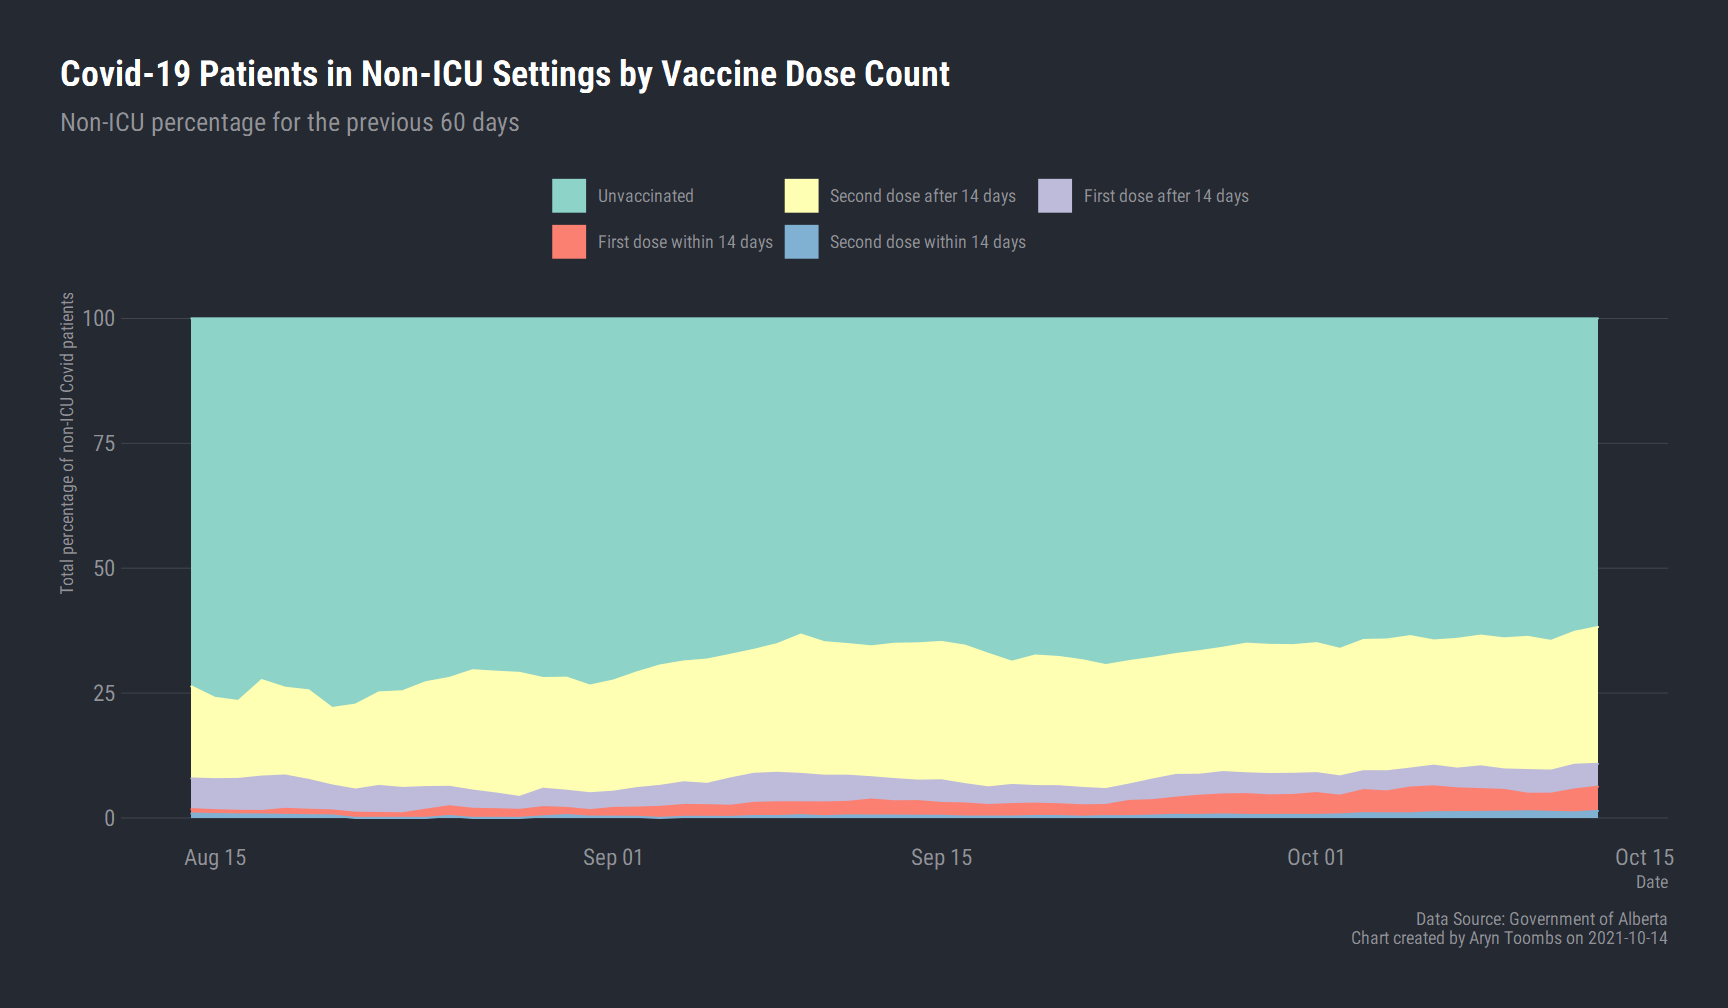 Covid-19 Patients in Non-ICU Settings by Vaccine Dose Count
Non-ICU percentage for the previous 60 days
Unvaccinated
Second dose after 14 days
First dose after 14 days
First dose within 14 days
Second dose within 14 days
Total percentage of non-ICU Covid patients
100
75
50
25
0
Aug 15
Sep 01
Sep 15
Oct 01
Oct 15
Date
Data Source: Government of Alberta
Chart created by Aryn Toombs on 2021-10-14